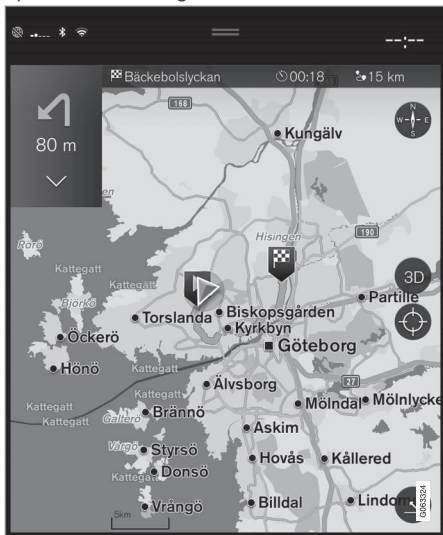 --:--
Bäckebolslyckan 00:18 15 km
80 m
168
Kungälv
N
W E
S
Rörö
Hisingen
190
Kattegatt
Kattegatt
3D
Björkö
Partille
Torslanda
Biskopsgården
Kyrkbyn
Öckerö
Göteborg
Hönö
Kattegatt
Älvsborg
27
Kattegatt
Galterö
Brännö
Mölndal
Mölnlycke
Kattegatt
Askim
Vargö
Styrsö
Hovås
Kållered
Donsö
Vrångö
Billdal
5km
G063324